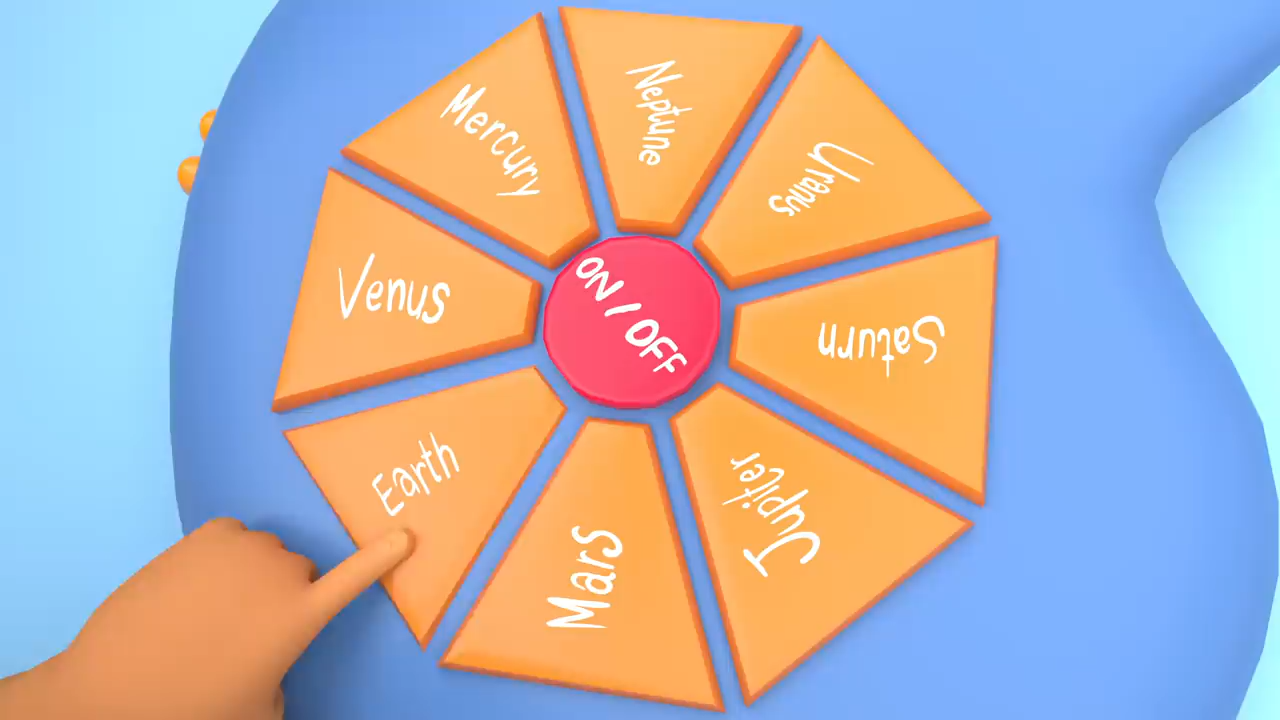 Neptune
Mercury
Uranus
Venus
ON / OFF
Saturn
Earth
Jupiter
Mars